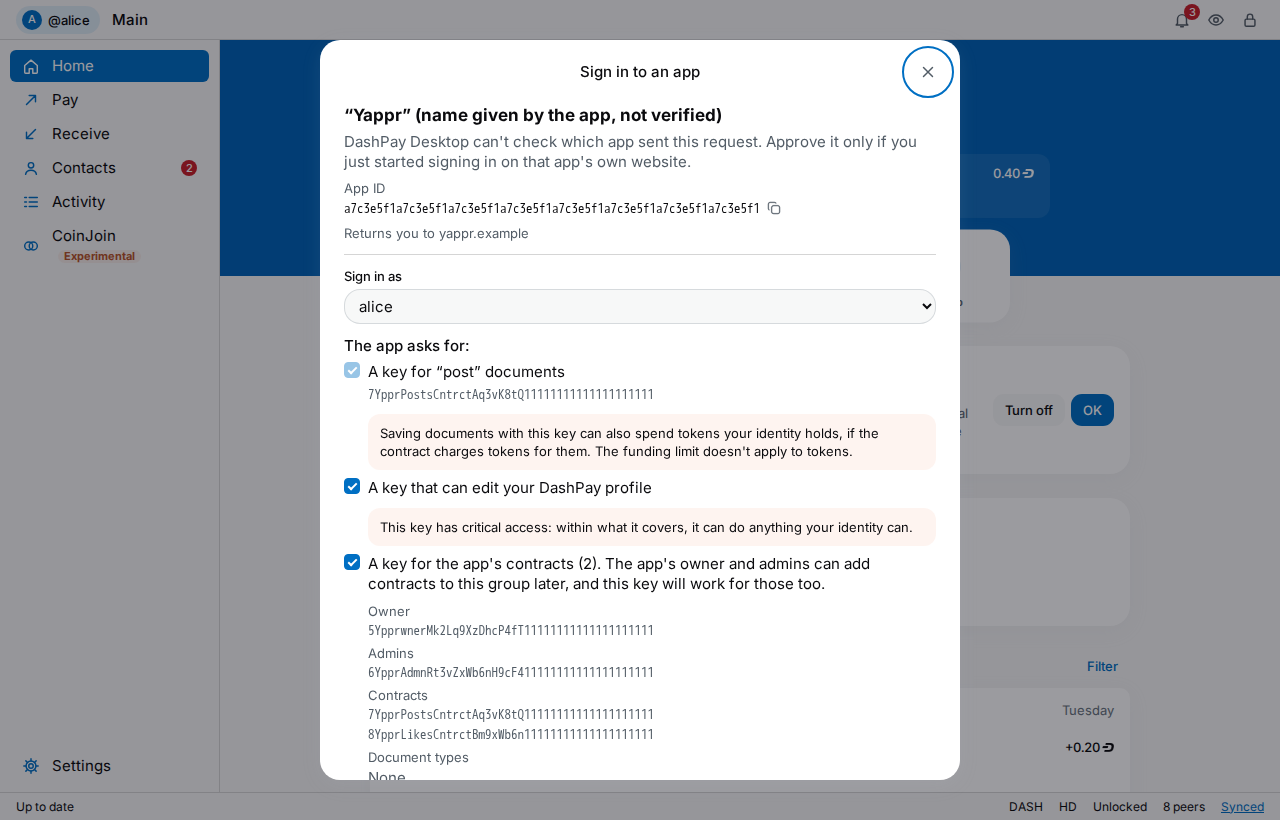 A @alice Main
3
Home
Pay
Receive
Contacts 2
Activity
CoinJoin
Experimental
Settings
Sign in to an app
“Yappr” (name given by the app, not verified)
DashPay Desktop can't check which app sent this request. Approve it only if you
just started signing in on that app's own website.
App ID
a7c3e5f1a7c3e5f1a7c3e5f1a7c3e5f1a7c3e5f1a7c3e5f1a7c3e5f1a7c3e5f1
Returns you to yappr.example
Sign in as
alice
The app asks for:
A key for “post” documents
7YpprPostsCntrctAq3vK8tQ11111111111111111111
Saving documents with this key can also spend tokens your identity holds, if the
contract charges tokens for them. The funding limit doesn't apply to tokens.
A key that can edit your DashPay profile
This key has critical access: within what it covers, it can do anything your identity can.
A key for the app's contracts (2). The app's owner and admins can add
contracts to this group later, and this key will work for those too.
Owner
5YpprwnerMk2Lq9XzDhcP4fT11111111111111111111
Admins
6YpprAdmnRt3vZxWb6nH9cF411111111111111111111
Contracts
7YpprPostsCntrctAq3vK8tQ11111111111111111111
8YpprLikesCntrctBm9xWb6n11111111111111111111
Document types
None
0.40
Turn off
OK
Filter
Tuesday
+0.20
Up to date
DASH HD Unlocked 8 peers Synced